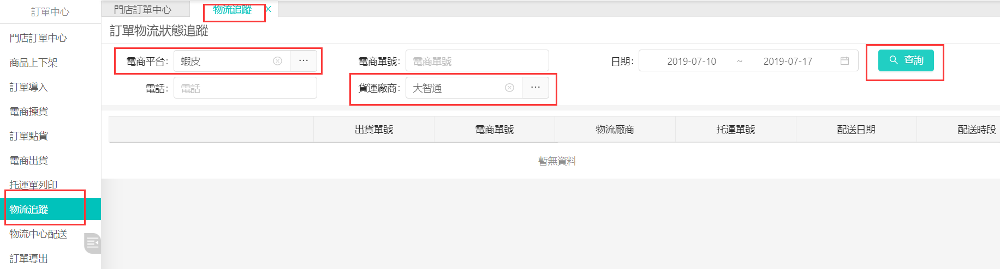 訂單中心
門店訂單中心
商品上下架
訂單導入
電商揀貨
訂單點貨
電商出貨
托運單列印
物流追蹤
物流中心配送
訂單導出
門店訂單中心 物流追蹤 X
訂單物流狀態追蹤
電商平台: 蝦皮 ... 電商單號: 電商單號 日期: 2019-07-10 ~ 2019-07-17 查詢
電話: 電話 貨運廠商: 大智通 ...
出貨單號 電商單號 物流廠商 托運單號 配送日期 配送時段
暫無資料